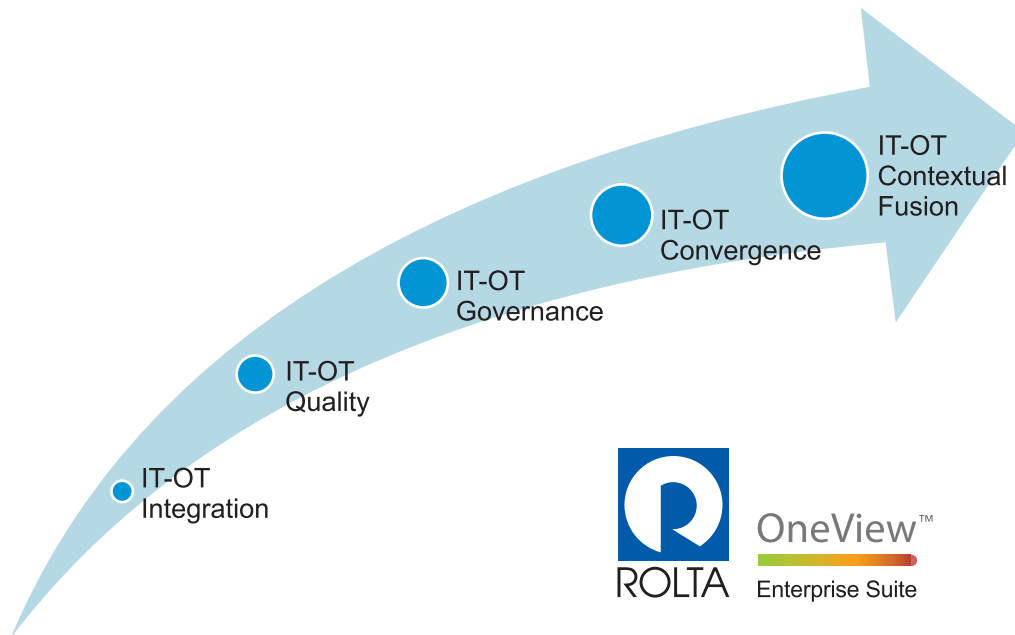 IT-OT
Contextual
Fusion
IT-OT
Convergence
IT-OT
Governance
IT-OT
Quality
IT-OT
Integration
ROLTA
OneView™
Enterprise Suite